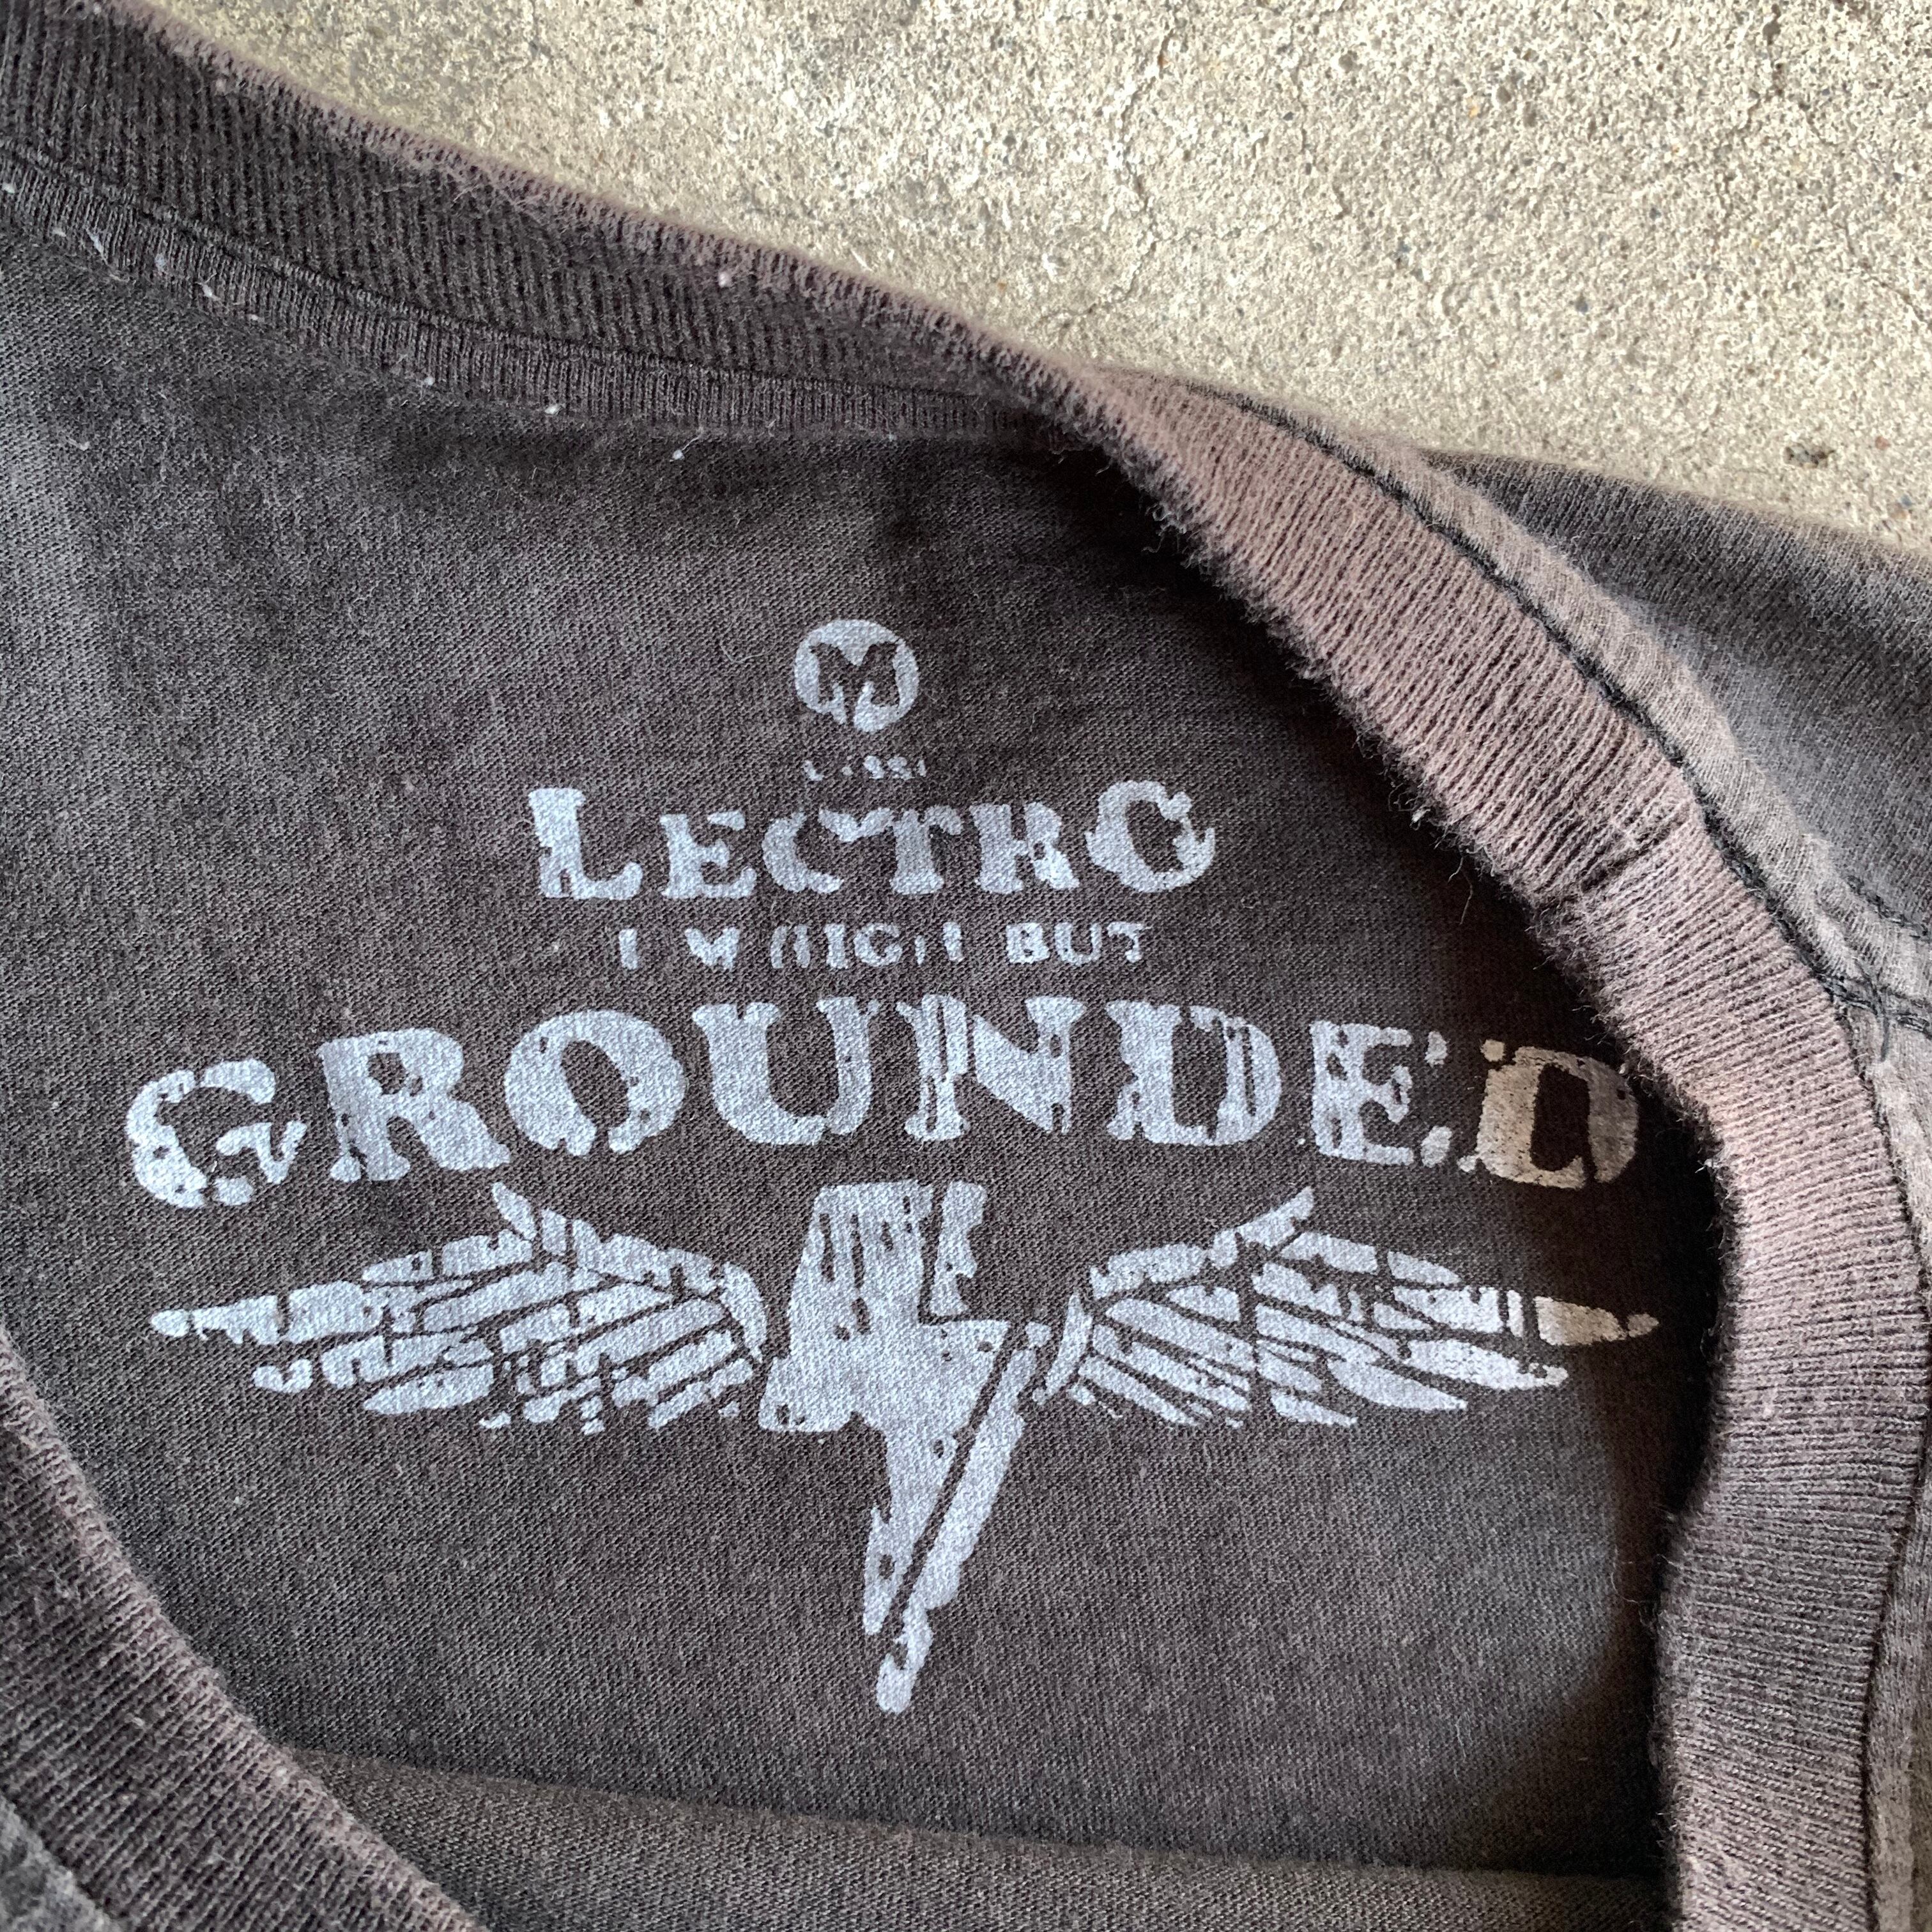 M
LECTRO
I'M HIGH BUT
GROUNDED